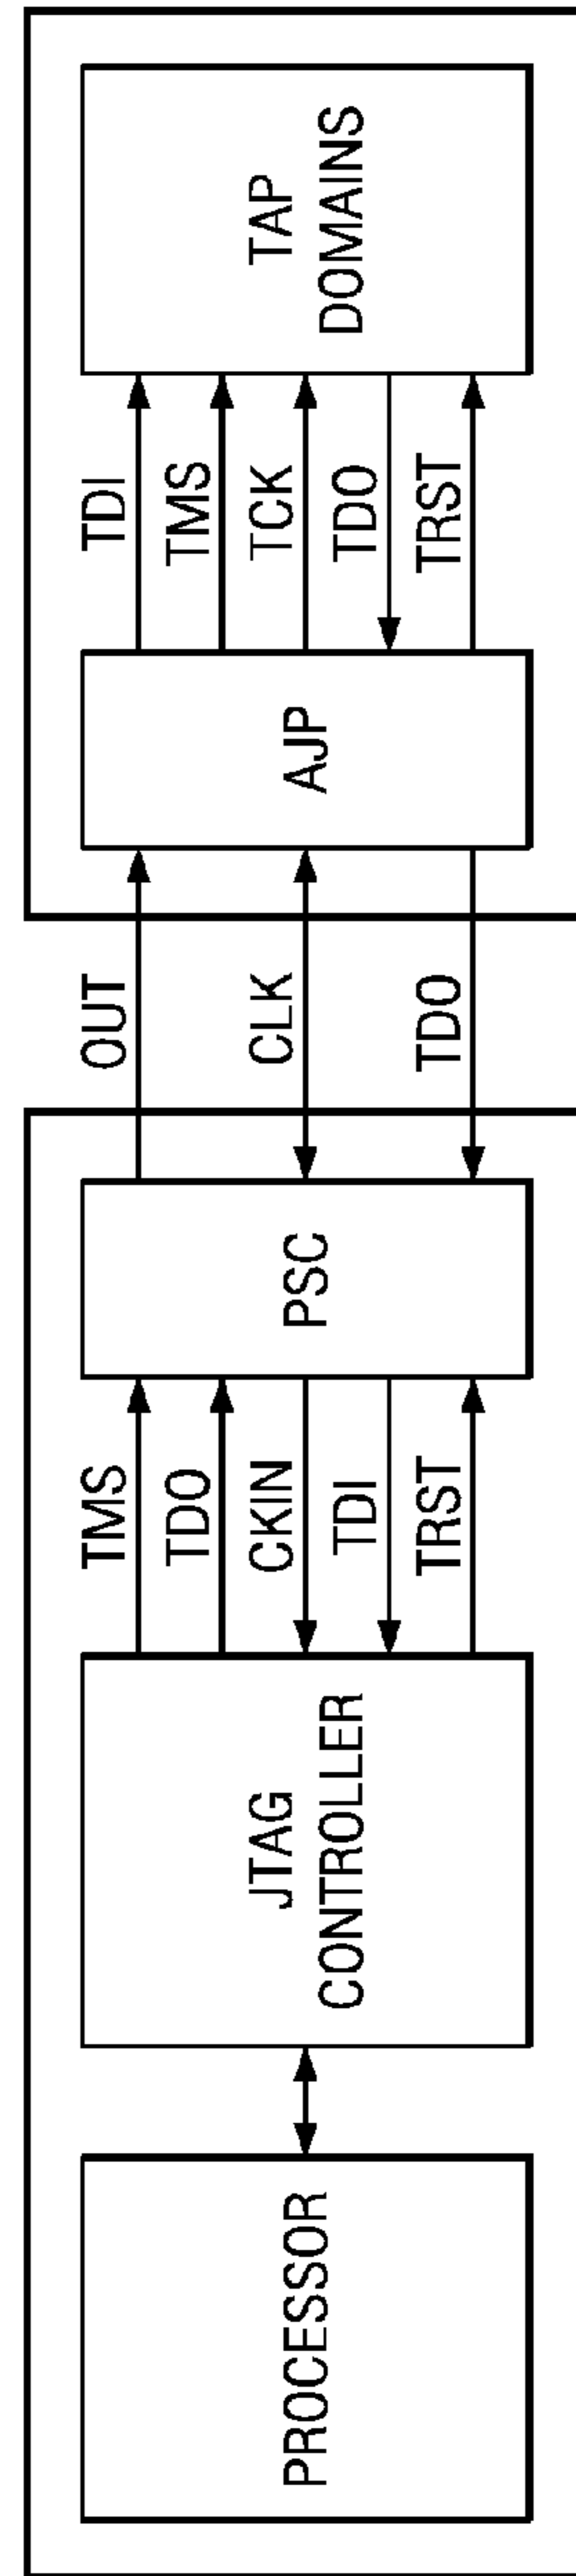 PROCESSOR
JTAG
CONTROLLER
TMS
TDO
CKIN
TDI
TRST
PSC
OUT
CLK
TDO
AJP
TDI
TMS
TCK
TDO
TRST
TAP
DOMAINS